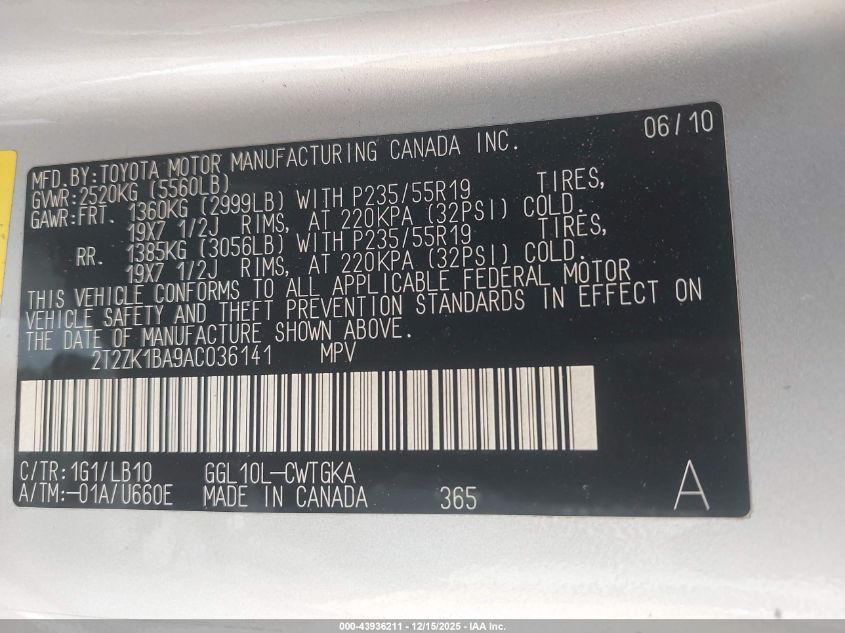 06/10
MFD.BY:TOYOTA MOTOR MANUFACTURING CANADA INC.
GVWR:2520KG (5560LB)
GAWR:FRT. 1360KG (2999LB) WITH P235/55R19 TIRES,
19X7 1/2J RIMS, AT 220KPA (32PSI) COLD.
RR. 1385KG (3056LB) WITH P235/55R19 TIRES,
19X7 1/2J RIMS, AT 220KPA (32PSI) COLD.
THIS VEHICLE CONFORMS TO ALL APPLICABLE FEDERAL MOTOR
VEHICLE SAFETY AND THEFT PREVENTION STANDARDS IN EFFECT ON
THE DATE OF MANUFACTURE SHOWN ABOVE.
2T2ZK1BA9AC036141 MPV
C/TR:1G1/LB10 GGL10L-CWTGKA
A/TM:-01A/U660E MADE IN CANADA 365 A
000-43936211 - 12/15/2025 - IAA Inc.